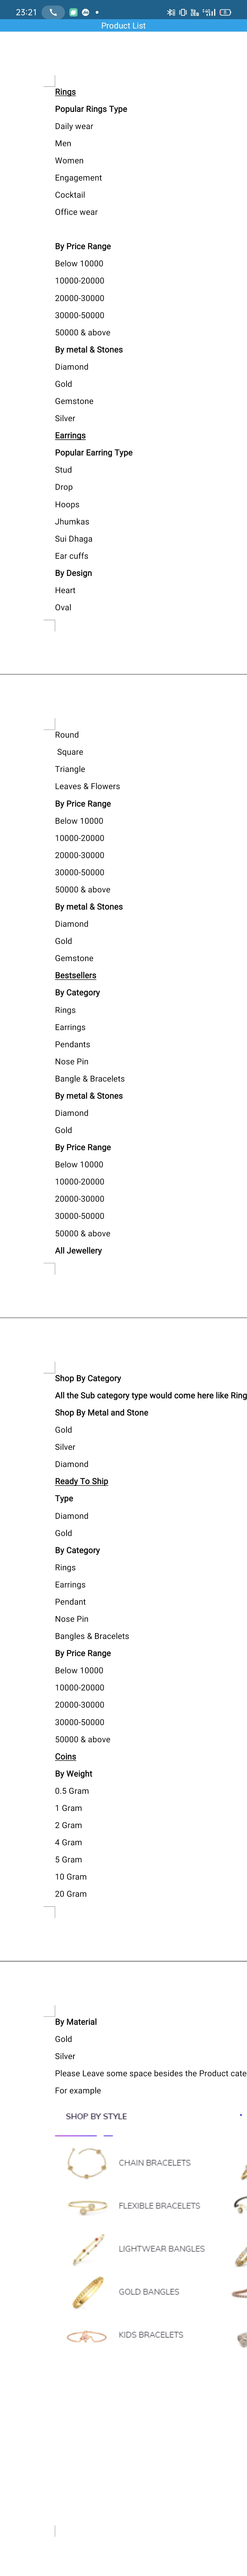 23:21
Product List
Rings
Popular Rings Type
Daily wear
Men
Women
Engagement
Cocktail
Office wear
By Price Range
Below 10000
10000-20000
20000-30000
30000-50000
50000 & above
By metal & Stones
Diamond
Gold
Gemstone
Silver
Earrings
Popular Earring Type
Stud
Drop
Hoops
Jhumkas
Sui Dhaga
Ear cuffs
By Design
Heart
Oval
Round
Square
Triangle
Leaves & Flowers
By Price Range
Below 10000
10000-20000
20000-30000
30000-50000
50000 & above
By metal & Stones
Diamond
Gold
Gemstone
Bestsellers
By Category
Rings
Earrings
Pendants
Nose Pin
Bangle & Bracelets
By metal & Stones
Diamond
Gold
By Price Range
Below 10000
10000-20000
20000-30000
30000-50000
50000 & above
All Jewellery
Shop By Category
All the Sub category type would come here like Ring
Shop By Metal and Stone
Gold
Silver
Diamond
Ready To Ship
Type
Diamond
Gold
By Category
Rings
Earrings
Pendant
Nose Pin
Bangles & Bracelets
By Price Range
Below 10000
10000-20000
20000-30000
30000-50000
50000 & above
Coins
By Weight
0.5 Gram
1 Gram
2 Gram
4 Gram
5 Gram
10 Gram
20 Gram
By Material
Gold
Silver
Please Leave some space besides the Product cate
For example
SHOP BY STYLE
CHAIN BRACELETS
FLEXIBLE BRACELETS
LIGHTWEAR BANGLES
GOLD BANGLES
KIDS BRACELETS